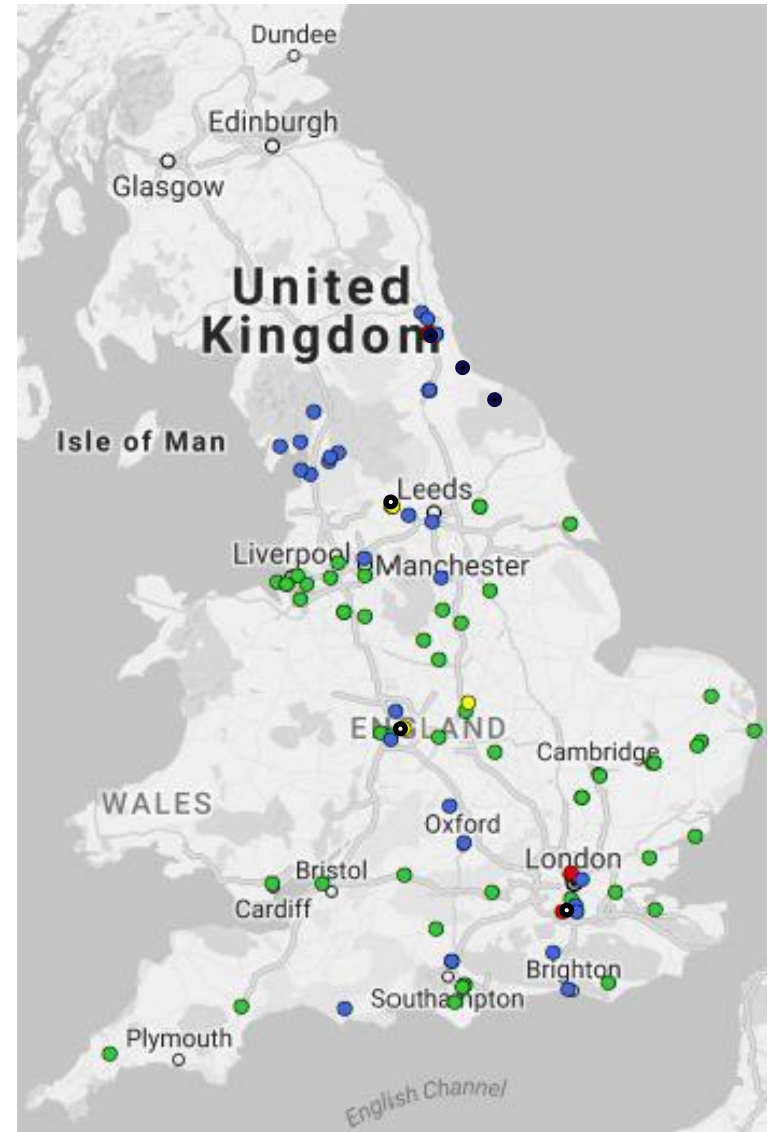 Dundee
Edinburgh
Glasgow
United
Kingdom
Isle of Man
Leeds
Liverpool
Manchester
ENGLAND
Cambridge
WALES
Oxford
London
Bristol
Cardiff
Brighton
Southampton
Plymouth
English Channel